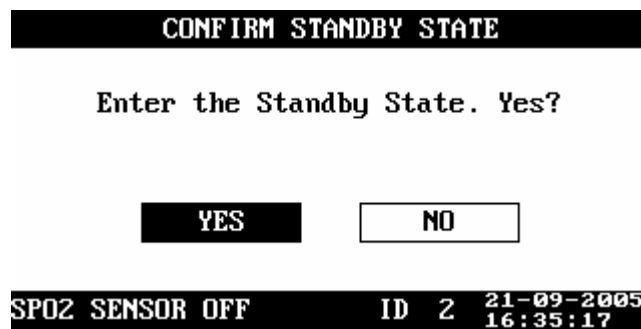 CONFIRM STANDBY STATE
Enter the Standby State. Yes?
YES NO
SPO2 SENSOR OFF ID 2 21-09-2005
16:35:17